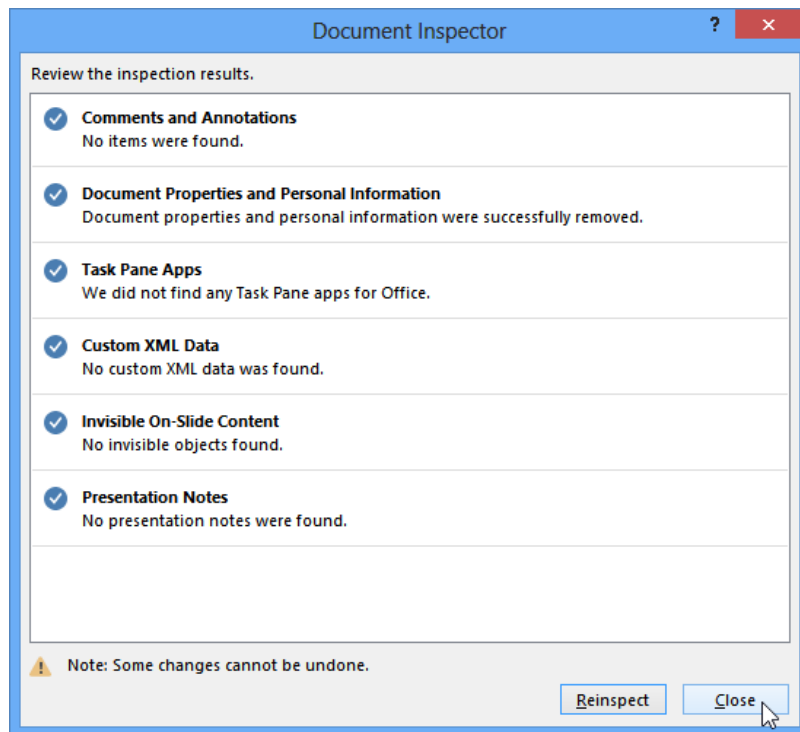 Document Inspector
?
Review the inspection results.
Comments and Annotations
No items were found.
Document Properties and Personal Information
Document properties and personal information were successfully removed.
Task Pane Apps
We did not find any Task Pane apps for Office.
Custom XML Data
No custom XML data was found.
Invisible On-Slide Content
No invisible objects found.
Presentation Notes
No presentation notes were found.
Note: Some changes cannot be undone.
Reinspect Close